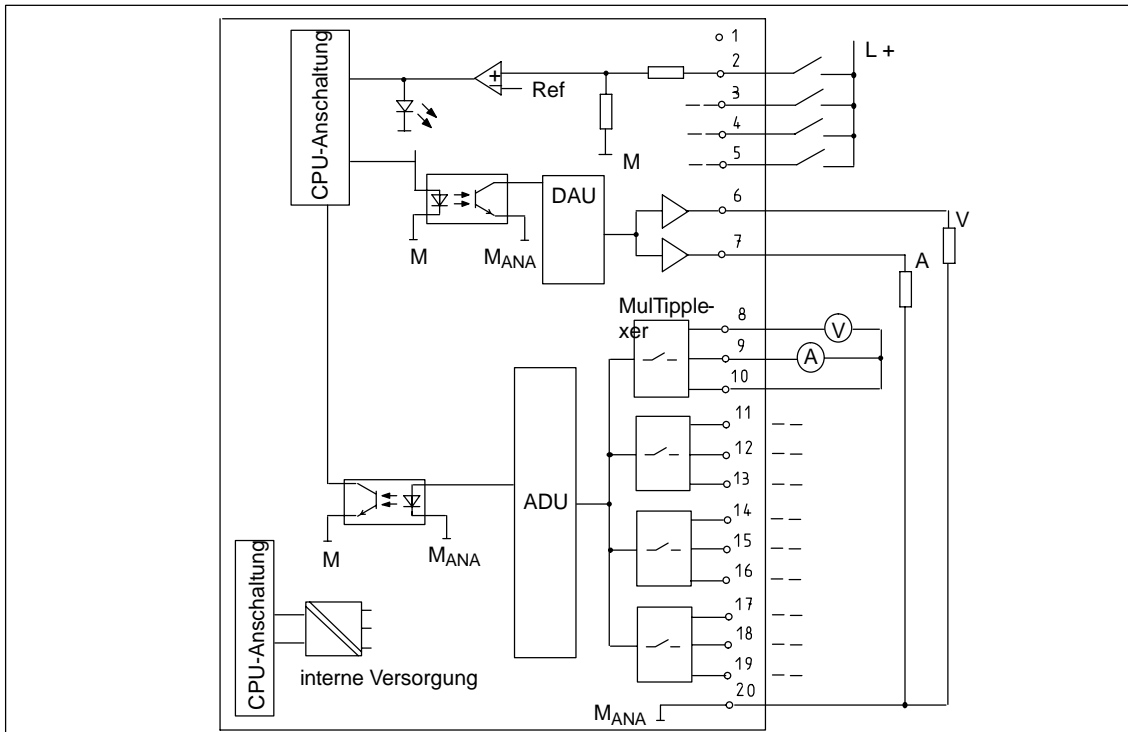 CPU-Anschaltung
1
2
L +
Ref
3
4
M
5
DAU
6
V
M
MANA
7
A
MulTipple-
xer
8
V
9
A
10
11
12
ADU
13
14
M
MANA
15
16
CPU-Anschaltung
17
18
interne Versorgung
19
20
MANA